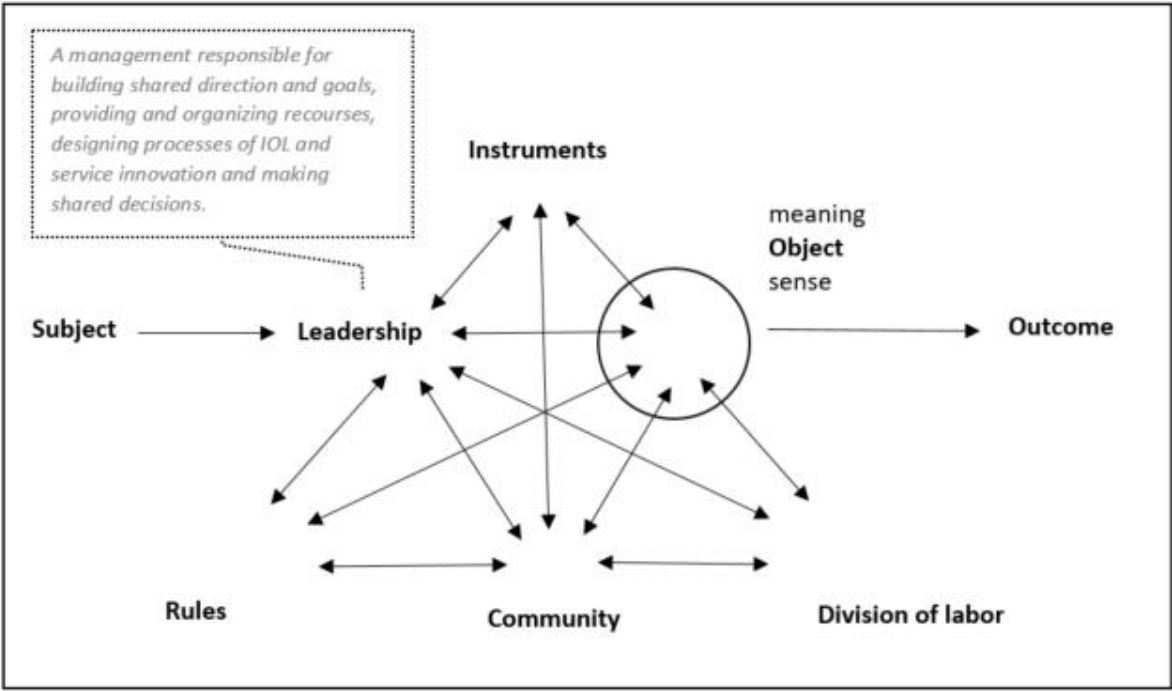 A management responsible for
building shared direction and goals,
providing and organizing recourses,
designing processes of IOL and
service innovation and making
shared decisions.
Instruments
meaning
Object
sense
Subject
Leadership
Outcome
Rules
Community
Division of labor